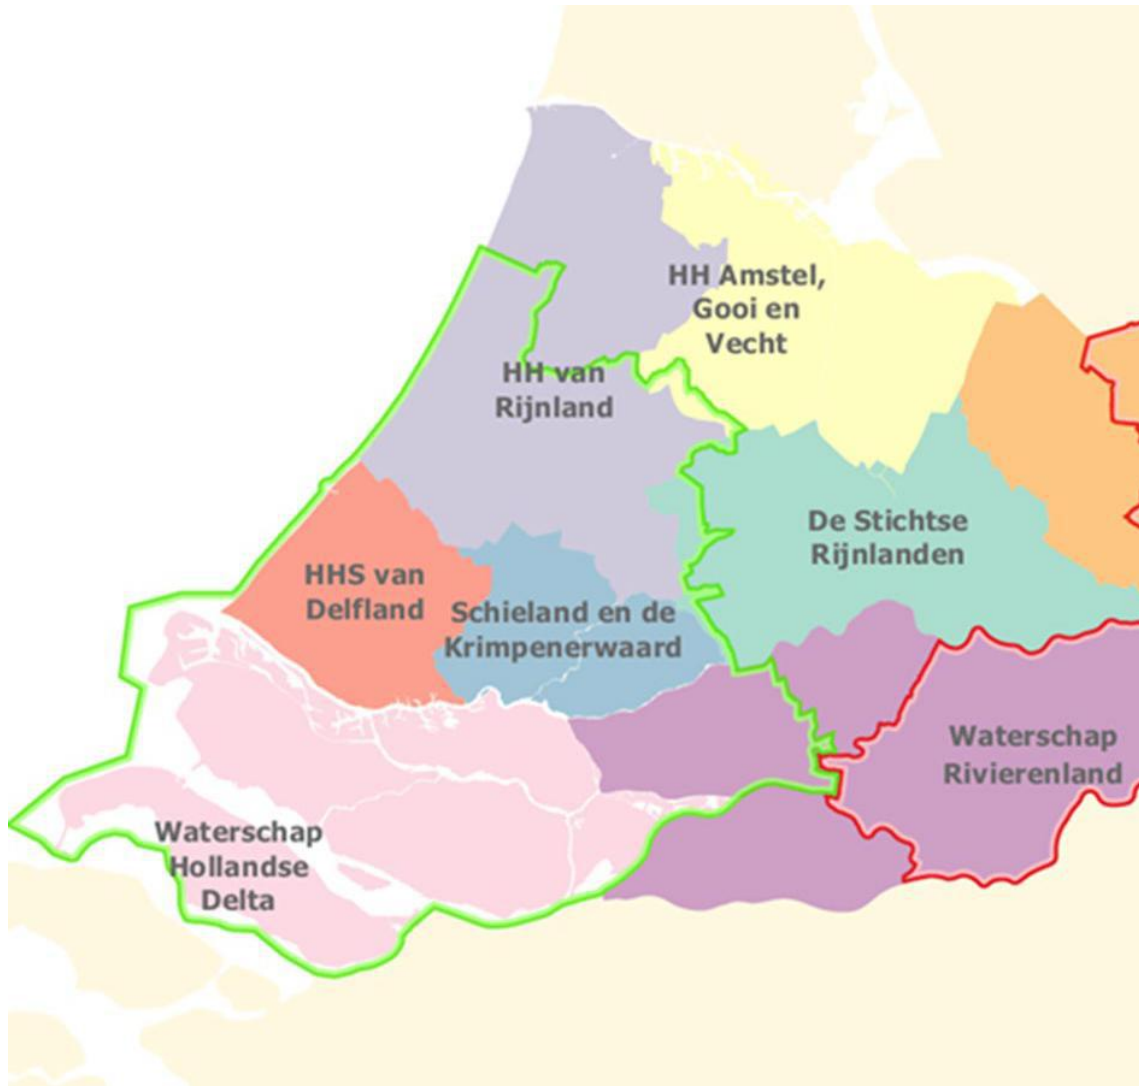 HH Amstel,
Gooi en
Vecht
HH van
Rijnland
De Stichtse
Rijnlanden
HHS van
Delfland
Schieland en de
Krimpenerwaard
Waterschap
Rivierenland
Waterschap
Hollandse
Delta